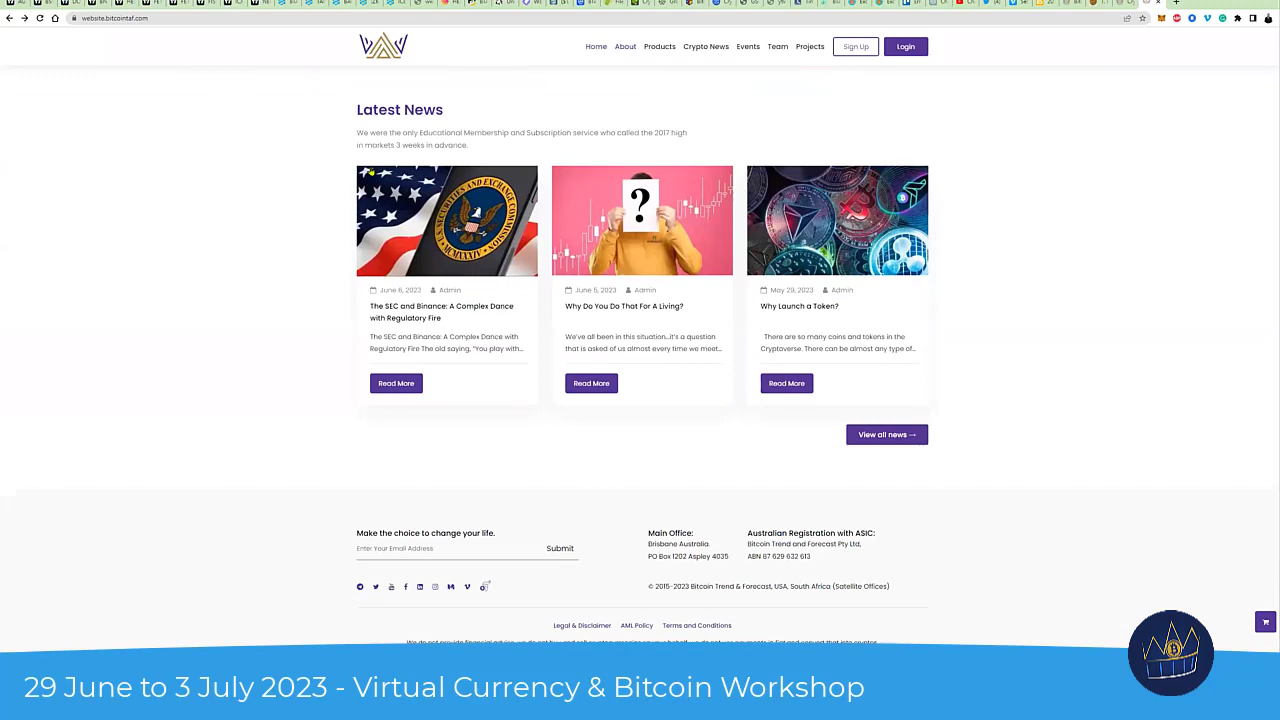 website.bitcointaf.com
Home About Products Crypto News Events Team Projects Sign Up Login
Latest News
We were the only Educational Membership and Subscription service who called the 2017 high
in markets 3 weeks in advance.
SECURITIES AND EXCHANGE COMMISSION
MCMXXXIV
?
June 6, 2023 Admin
The SEC and Binance: A Complex Dance
with Regulatory Fire
The SEC and Binance: A Complex Dance with
Regulatory Fire The old saying, “You play with...
Read More
June 5, 2023 Admin
Why Do You Do That For A Living?
We've all been in this situation...it's a question
that is asked of us almost every time we meet...
Read More
May 29, 2023 Admin
Why Launch a Token?
There are so many coins and tokens in the
Cryptoverse. There can be almost any type of...
Read More
View all news →
Make the choice to change your life.
Enter Your Email Address Submit
Main Office:
Brisbane Australia.
PO Box 1202 Aspley 4035
Australian Registration with ASIC:
Bitcoin Trend and Forecast Pty Ltd,
ABN 87 629 632 613
© 2015-2023 Bitcoin Trend & Forecast, USA, South Africa (Satellite Offices)
Legal & Disclaimer AML Policy Terms and Conditions
29 June to 3 July 2023 - Virtual Currency & Bitcoin Workshop